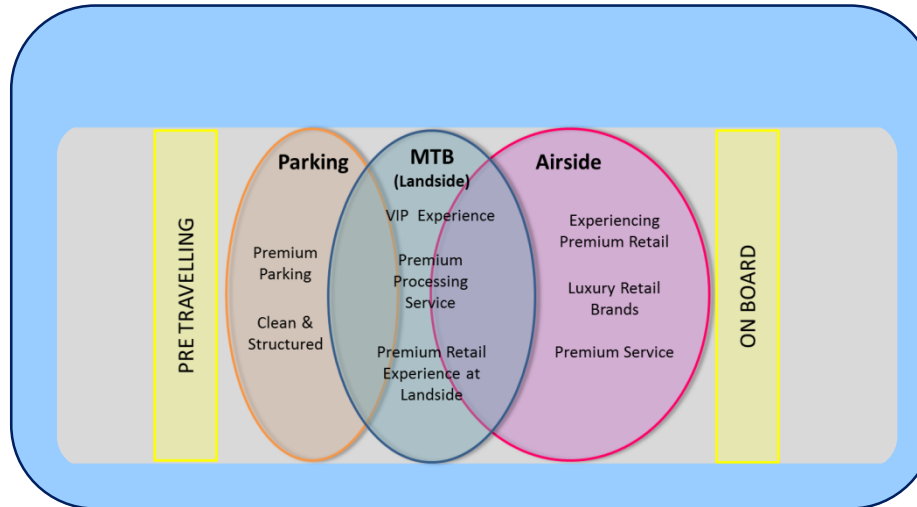 PRE TRAVELLING
Parking
Premium
Parking
Clean &
Structured
MTB
(Landside)
VIP Experience
Premium
Processing
Service
Premium Retail
Experience at
Landside
Airside
Experiencing
Premium Retail
Luxury Retail
Brands
Premium Service
ON BOARD